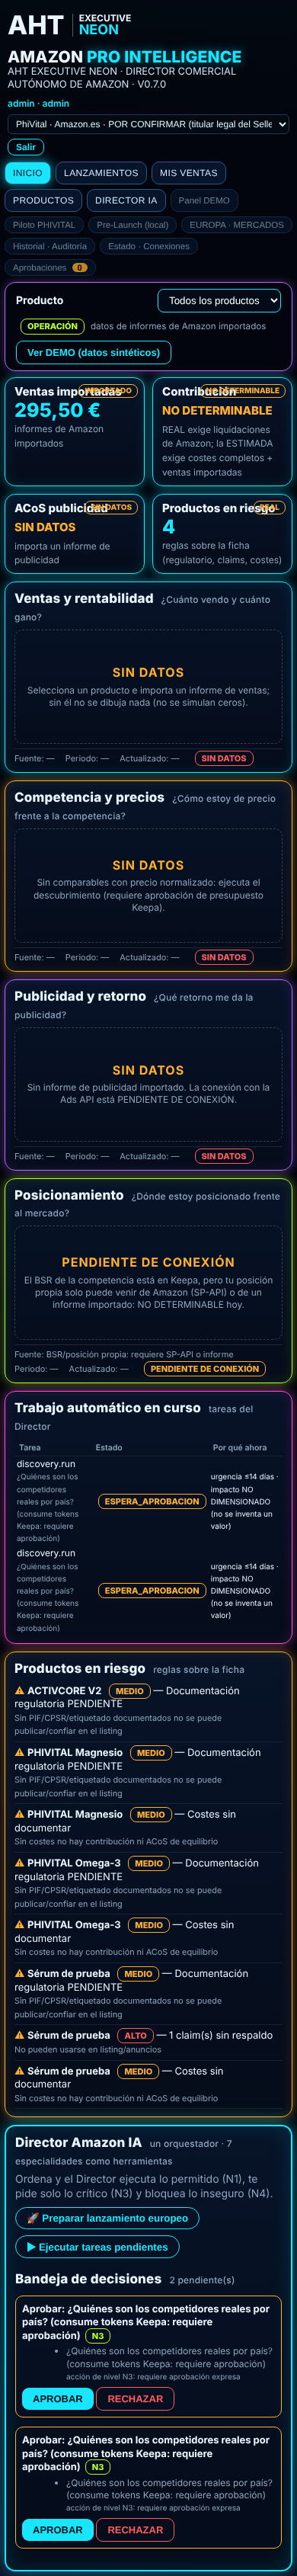 AHT EXECUTIVE
NEON
AMAZON PRO INTELLIGENCE
AHT EXECUTIVE NEON · DIRECTOR COMERCIAL
AUTÓNOMO DE AMAZON · V0.7.0
admin · admin
PhiVital · Amazon.es · POR CONFIRMAR (titular legal del Selle
Salir
INICIO LANZAMIENTOS MIS VENTAS
PRODUCTOS DIRECTOR IA Panel DEMO
Piloto PHIVITAL Pre-Launch (local) EUROPA · MERCADOS
Historial · Auditoría Estado · Conexiones
Aprobaciones 0
Producto Todos los productos
OPERACIÓN datos de informes de Amazon importados
Ver DEMO (datos sintéticos)
Ventas importadas IMPORTADO
295,50 €
informes de Amazon
importados
Contribución NO DETERMINABLE
NO DETERMINABLE
REAL exige liquidaciones
de Amazon; la ESTIMADA
exige costes completos +
ventas importadas
ACoS publicidad SIN DATOS
SIN DATOS
importa un informe de
publicidad
Productos en riesgo REAL
4
reglas sobre la ficha
(regulatorio, claims, costes)
Ventas y rentabilidad ¿Cuánto vendo y cuánto
gano?
SIN DATOS
Selecciona un producto e importa un informe de ventas;
sin él no se dibuja nada (no se simulan ceros).
Fuente: — Periodo: — Actualizado: — SIN DATOS
Competencia y precios ¿Cómo estoy de precio
frente a la competencia?
SIN DATOS
Sin comparables con precio normalizado: ejecuta el
descubrimiento (requiere aprobación de presupuesto
Keepa).
Fuente: — Periodo: — Actualizado: — SIN DATOS
Publicidad y retorno ¿Qué retorno me da la
publicidad?
SIN DATOS
Sin informe de publicidad importado. La conexión con la
Ads API está PENDIENTE DE CONEXIÓN.
Fuente: — Periodo: — Actualizado: — SIN DATOS
Posicionamiento ¿Dónde estoy posicionado frente
al mercado?
PENDIENTE DE CONEXIÓN
El BSR de la competencia está en Keepa, pero tu posición
propia solo puede venir de Amazon (SP-API) o de un
informe importado: NO DETERMINABLE hoy.
Fuente: BSR/posición propia: requiere SP-API o informe
Periodo: — Actualizado: — PENDIENTE DE CONEXIÓN
Trabajo automático en curso tareas del
Director
Tarea Estado Por qué ahora
discovery.run
¿Quiénes son los
competidores
reales por país?
(consume tokens
Keepa: requiere
aprobación)
ESPERA_APROBACION
urgencia ≤14 días ·
impacto NO
DIMENSIONADO
(no se inventa un
valor)
discovery.run
¿Quiénes son los
competidores
reales por país?
(consume tokens
Keepa: requiere
aprobación)
ESPERA_APROBACION
urgencia ≤14 días ·
impacto NO
DIMENSIONADO
(no se inventa un
valor)
Productos en riesgo reglas sobre la ficha
⚠ ACTIVCORE V2 MEDIO — Documentación
regulatoria PENDIENTE
Sin PIF/CPSR/etiquetado documentados no se puede
publicar/confiar en el listing
⚠ PHIVITAL Magnesio MEDIO — Documentación
regulatoria PENDIENTE
Sin PIF/CPSR/etiquetado documentados no se puede
publicar/confiar en el listing
⚠ PHIVITAL Magnesio MEDIO — Costes sin
documentar
Sin costes no hay contribución ni ACoS de equilibrio
⚠ PHIVITAL Omega-3 MEDIO — Documentación
regulatoria PENDIENTE
Sin PIF/CPSR/etiquetado documentados no se puede
publicar/confiar en el listing
⚠ PHIVITAL Omega-3 MEDIO — Costes sin
documentar
Sin costes no hay contribución ni ACoS de equilibrio
⚠ Sérum de prueba MEDIO — Documentación
regulatoria PENDIENTE
Sin PIF/CPSR/etiquetado documentados no se puede
publicar/confiar en el listing
⚠ Sérum de prueba ALTO — 1 claim(s) sin respaldo
No pueden usarse en listing/anuncios
⚠ Sérum de prueba MEDIO — Costes sin
documentar
Sin costes no hay contribución ni ACoS de equilibrio
Director Amazon IA un orquestador · 7
especialidades como herramientas
Ordena y el Director ejecuta lo permitido (N1), te
pide solo lo crítico (N3) y bloquea lo inseguro (N4).
🚀 Preparar lanzamiento europeo
▶ Ejecutar tareas pendientes
Bandeja de decisiones 2 pendiente(s)
Aprobar: ¿Quiénes son los competidores reales por
país? (consume tokens Keepa: requiere
aprobación) N3
• ¿Quiénes son los competidores reales por país?
(consume tokens Keepa: requiere aprobación)
acción de nivel N3: requiere aprobación expresa
APROBAR RECHAZAR
Aprobar: ¿Quiénes son los competidores reales por
país? (consume tokens Keepa: requiere
aprobación) N3
• ¿Quiénes son los competidores reales por país?
(consume tokens Keepa: requiere aprobación)
acción de nivel N3: requiere aprobación expresa
APROBAR RECHAZAR